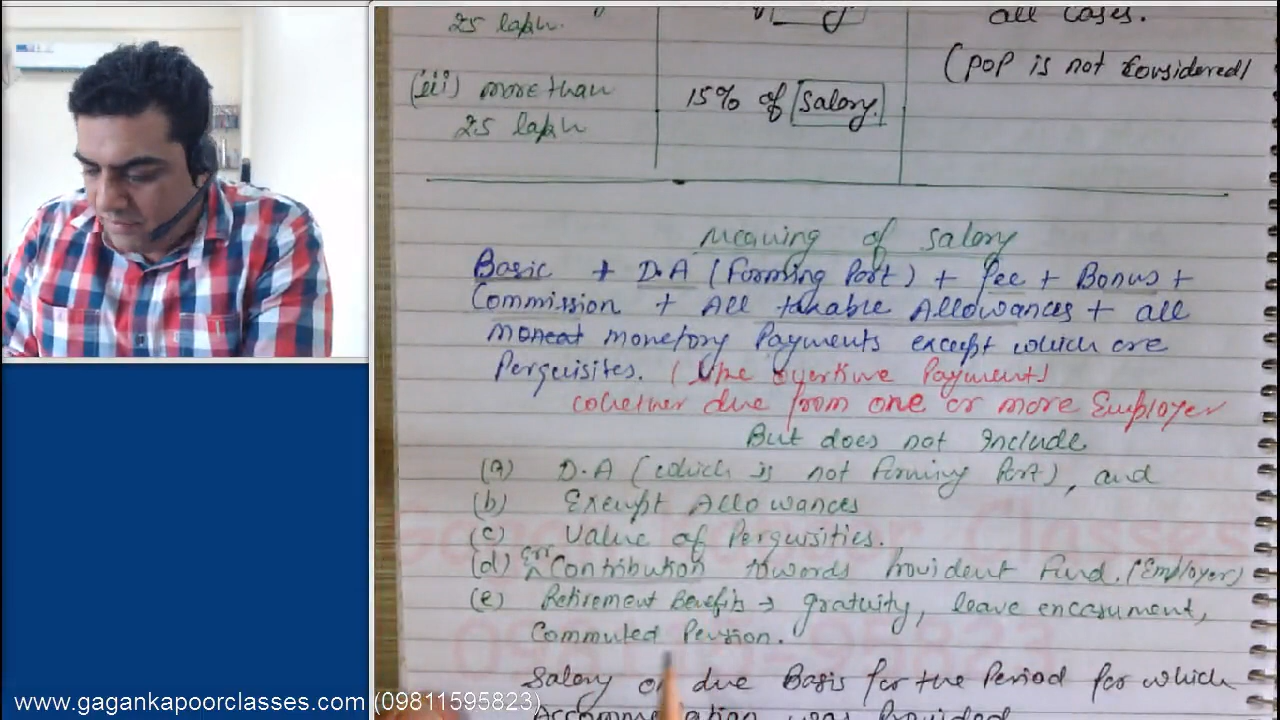 25 lakh.
all cases.
(POP is not Considered)
(iii) more than
25 lakh
15% of Salary.
Meaning of Salary
Basic + D.A (Forming Part) + Fee + Bonus +
Commission + All taxable Allowances + all
monetary Payments except which are
Perquisites. (like overtime Payment)
whether due from one or more Employer
But does not Include
(a) D.A (which is not Forming Part), and
(b) Exempt Allowances
(c) Value of Perquisities.
(d) Contribution towards Provident Fund. (Employer)
(e) Retirement Benefits → gratuity, leave encashment,
Commuted Pension.
Salary on due Basis for the Period for which
Accommodation was Provided
www.gagankapoorclasses.com (09811595823)